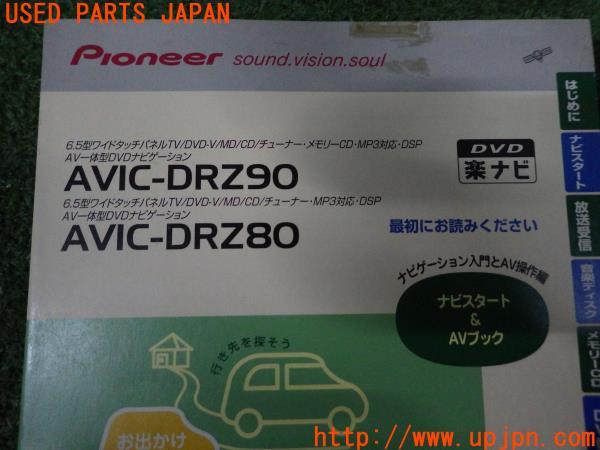 USED PARTS JAPAN
Pioneer sound.vision.soul
6.5型ワイドタッチパネルTV/DVD-V/MD/CD/チューナー・メモリーCD・MP3対応・DSP
AV一体型DVDナビゲーション
AVIC-DRZ90
6.5型ワイドタッチパネルTV/DVD-V/MD/CD/チューナー・MP3対応・DSP
AV一体型DVDナビゲーション
AVIC-DRZ80
DVD
楽ナビ
最初にお読みください
ナビゲーション入門とAV操作編
ナビスタート
&
AVブック
行き先を探そう
お出かけ
はじめに
ナビスタート
放送受信
音楽ディスク
メモリーCD
http://www.upjpn.com